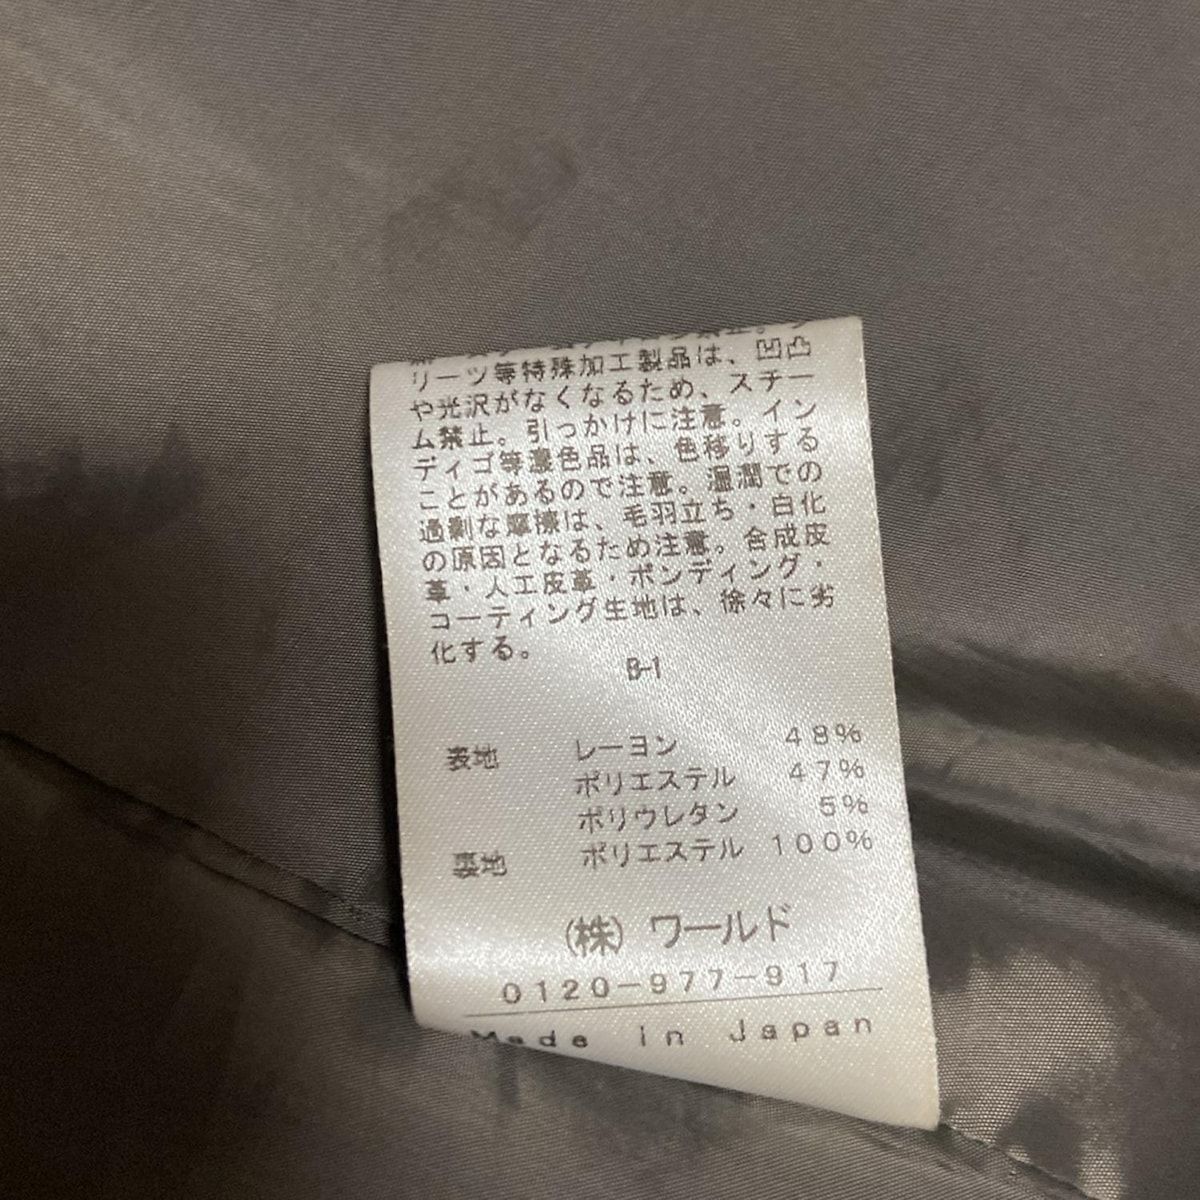 リーツ等特殊加工製品は、凹凸
や光沢がなくなるため、スチー
ム禁止。引っかけに注意。イン
ディゴ等濃色品は、色移りする
ことがあるので注意。湿潤での
過剰な摩擦は、毛羽立ち・白化
の原因となるため注意。合成皮
革・人工皮革・ボンディング・
コーティング生地は、徐々に劣
化する。
B-1
表地 レーヨン 48%
ポリエステル 47%
ポリウレタン 5%
裏地 ポリエステル 100%
(株)ワールド
0120-977-917
Made in Japan